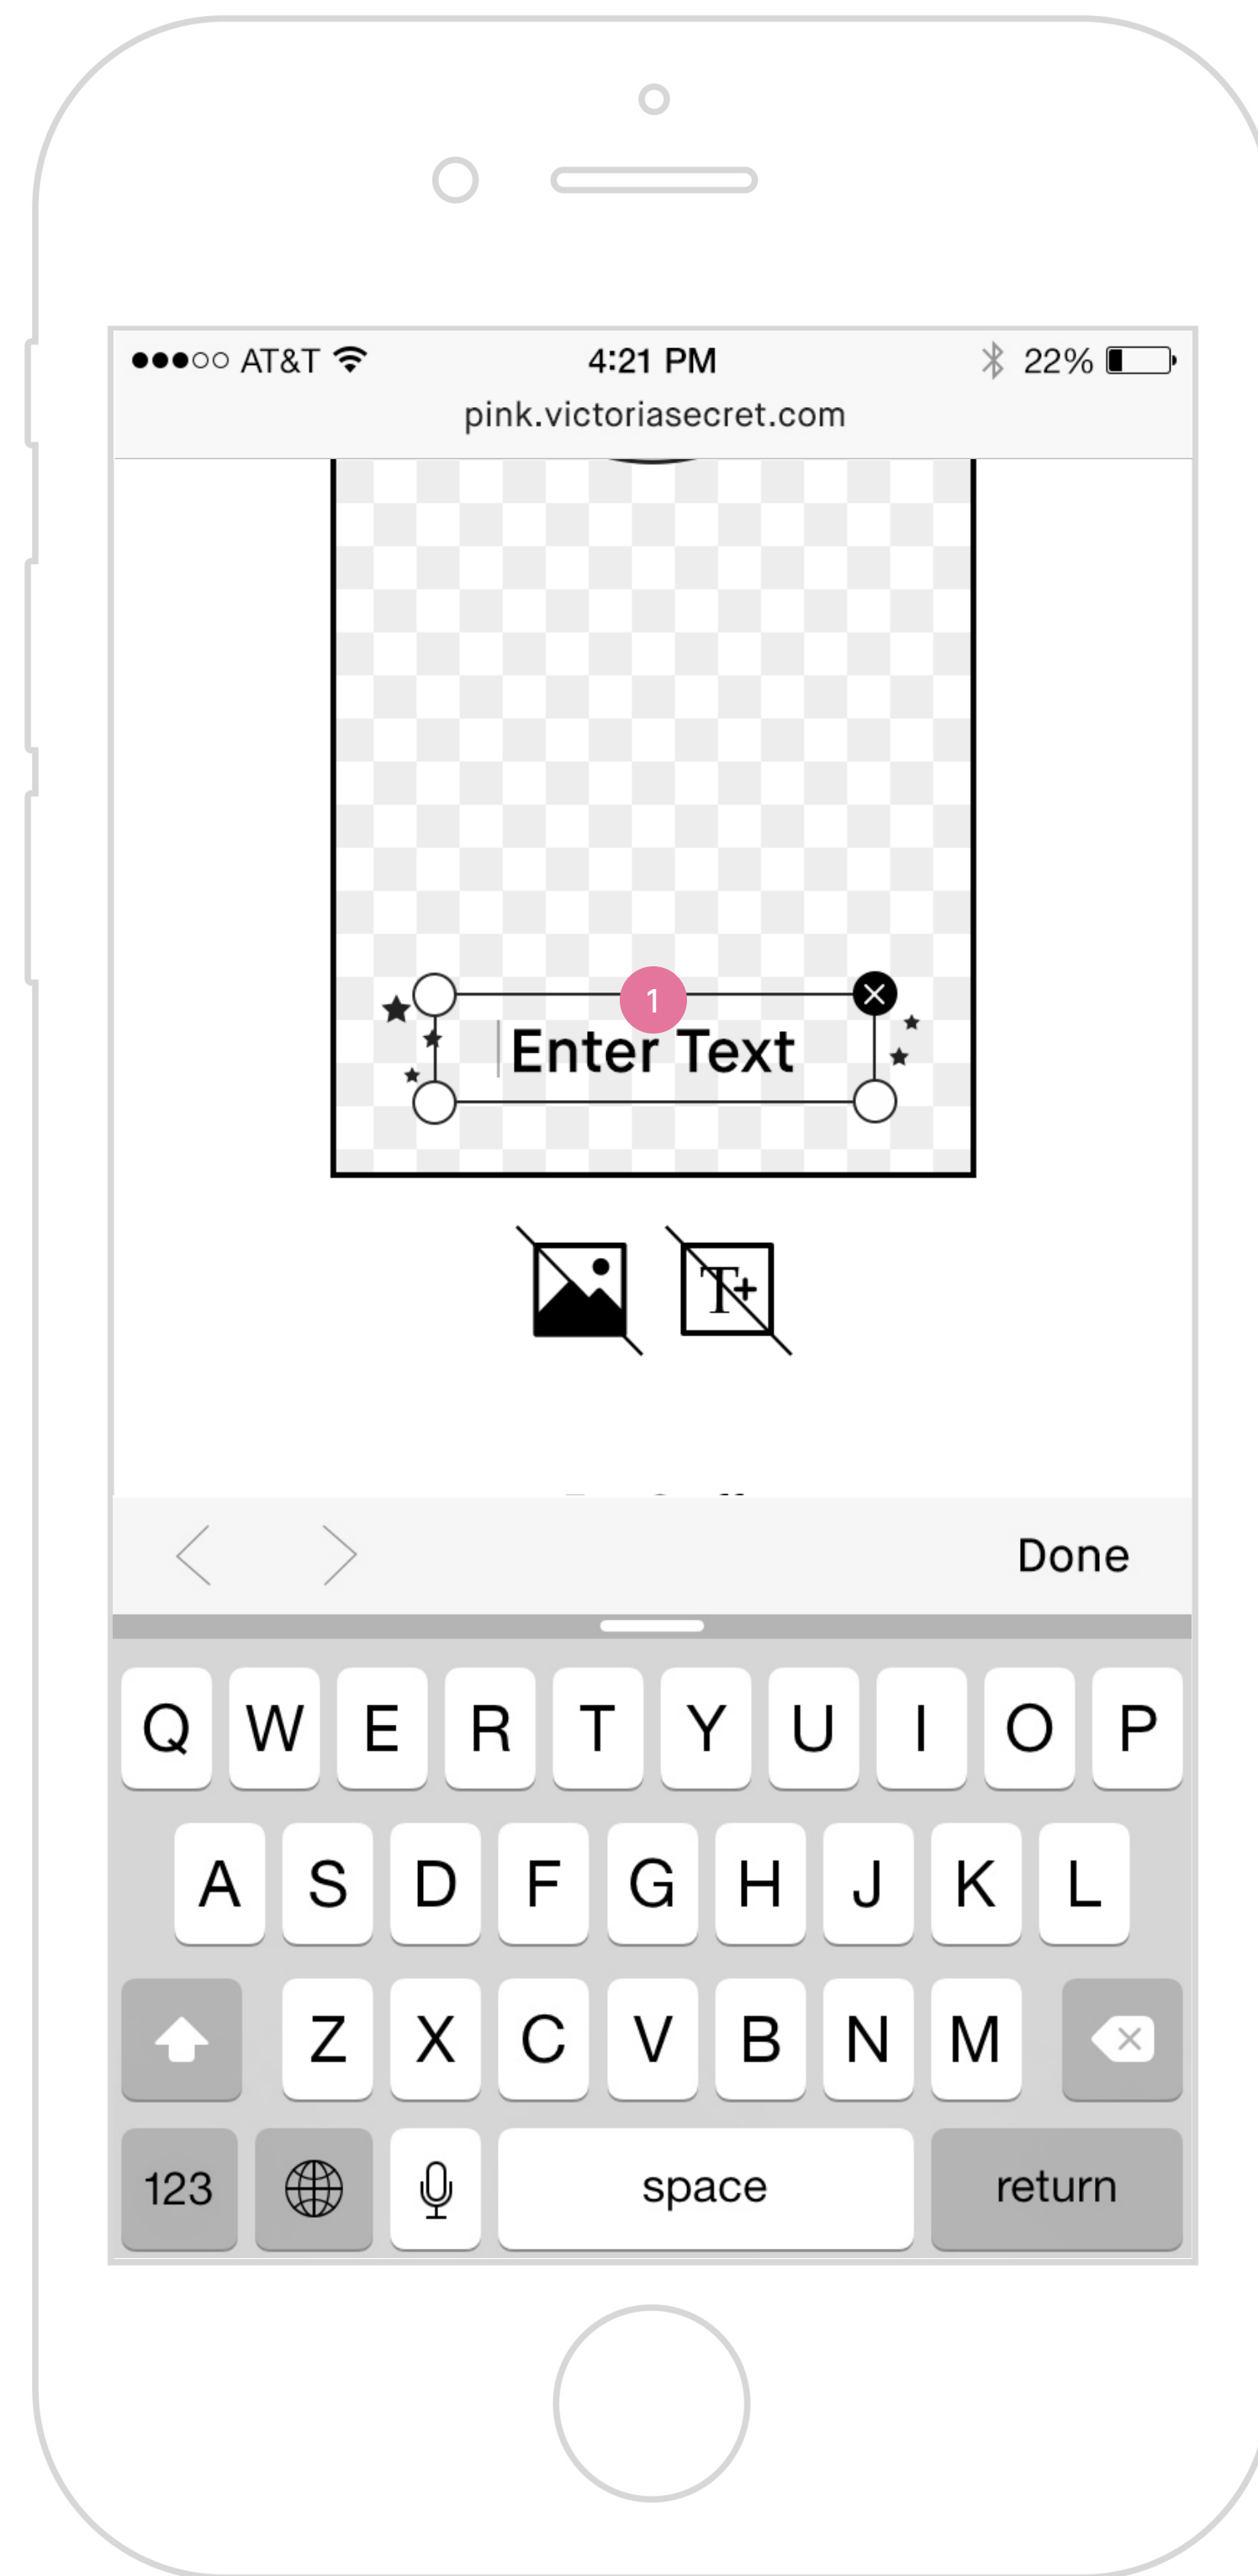 AT&T 4:21 PM 22%
pink.victoriasecret.com
1
Enter Text
T+
Done
Q W E R T Y U I O P
A S D F G H J K L
Z X C V B N M
123 space return